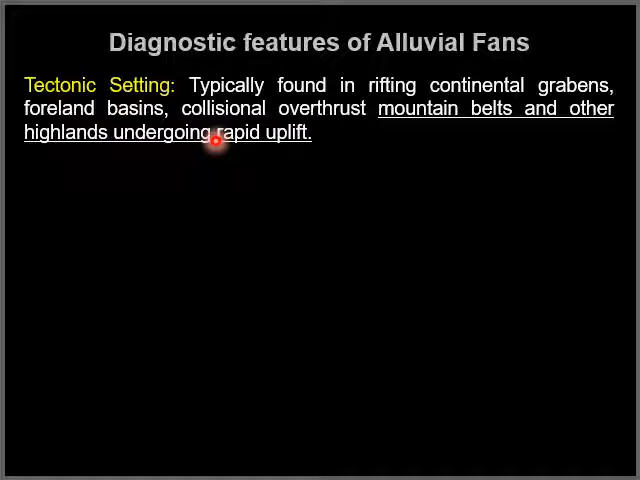 Diagnostic features of Alluvial Fans
Tectonic Setting: Typically found in rifting continental grabens,
foreland basins, collisional overthrust mountain belts and other
highlands undergoing rapid uplift.